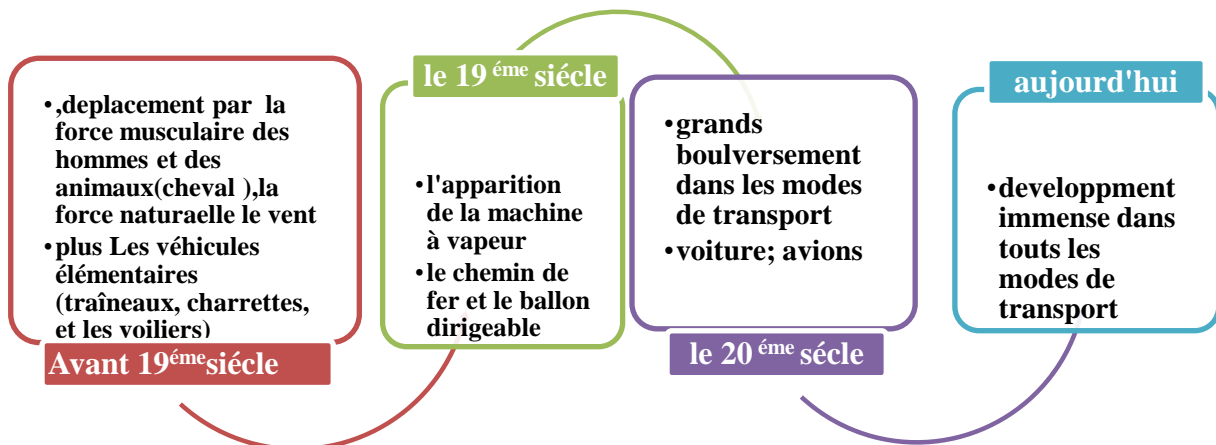 •,deplacement par la
force musculaire des
hommes et des
animaux(cheval ),la
force naturaelle le vent
•plus Les véhicules
élémentaires
(traîneaux, charrettes,
et les voiliers)
Avant 19éme siécle
le 19 éme siécle
•l'apparition
de la machine
à vapeur
•le chemin de
fer et le ballon
dirigeable
•grands
boulversement
dans les modes
de transport
•voiture; avions
le 20 éme sécle
aujourd'hui
•developpment
immense dans
touts les
modes de
transport